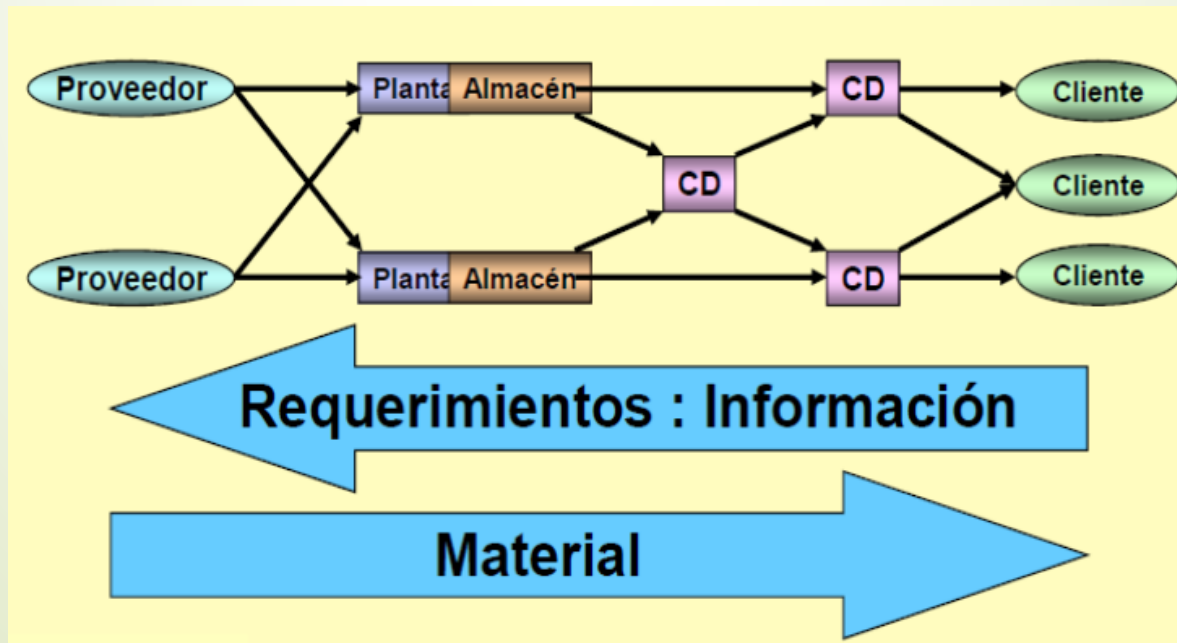 Proveedor
Planta Almacén
CD
Cliente
CD
Cliente
Proveedor
Planta Almacén
CD
Cliente
Requerimientos : Información
Material